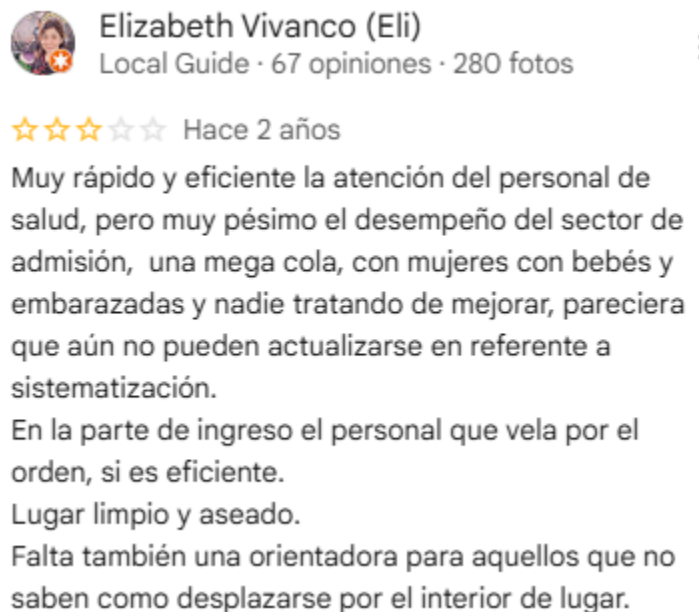 Elizabeth Vivanco (Eli)
Local Guide · 67 opiniones · 280 fotos
Hace 2 años
Muy rápido y eficiente la atención del personal de
salud, pero muy pésimo el desempeño del sector de
admisión,  una mega cola, con mujeres con bebés y
embarazadas y nadie tratando de mejorar, pareciera
que aún no pueden actualizarse en referente a
sistematización.
En la parte de ingreso el personal que vela por el
orden, si es eficiente.
Lugar limpio y aseado.
Falta también una orientadora para aquellos que no
saben como desplazarse por el interior de lugar.